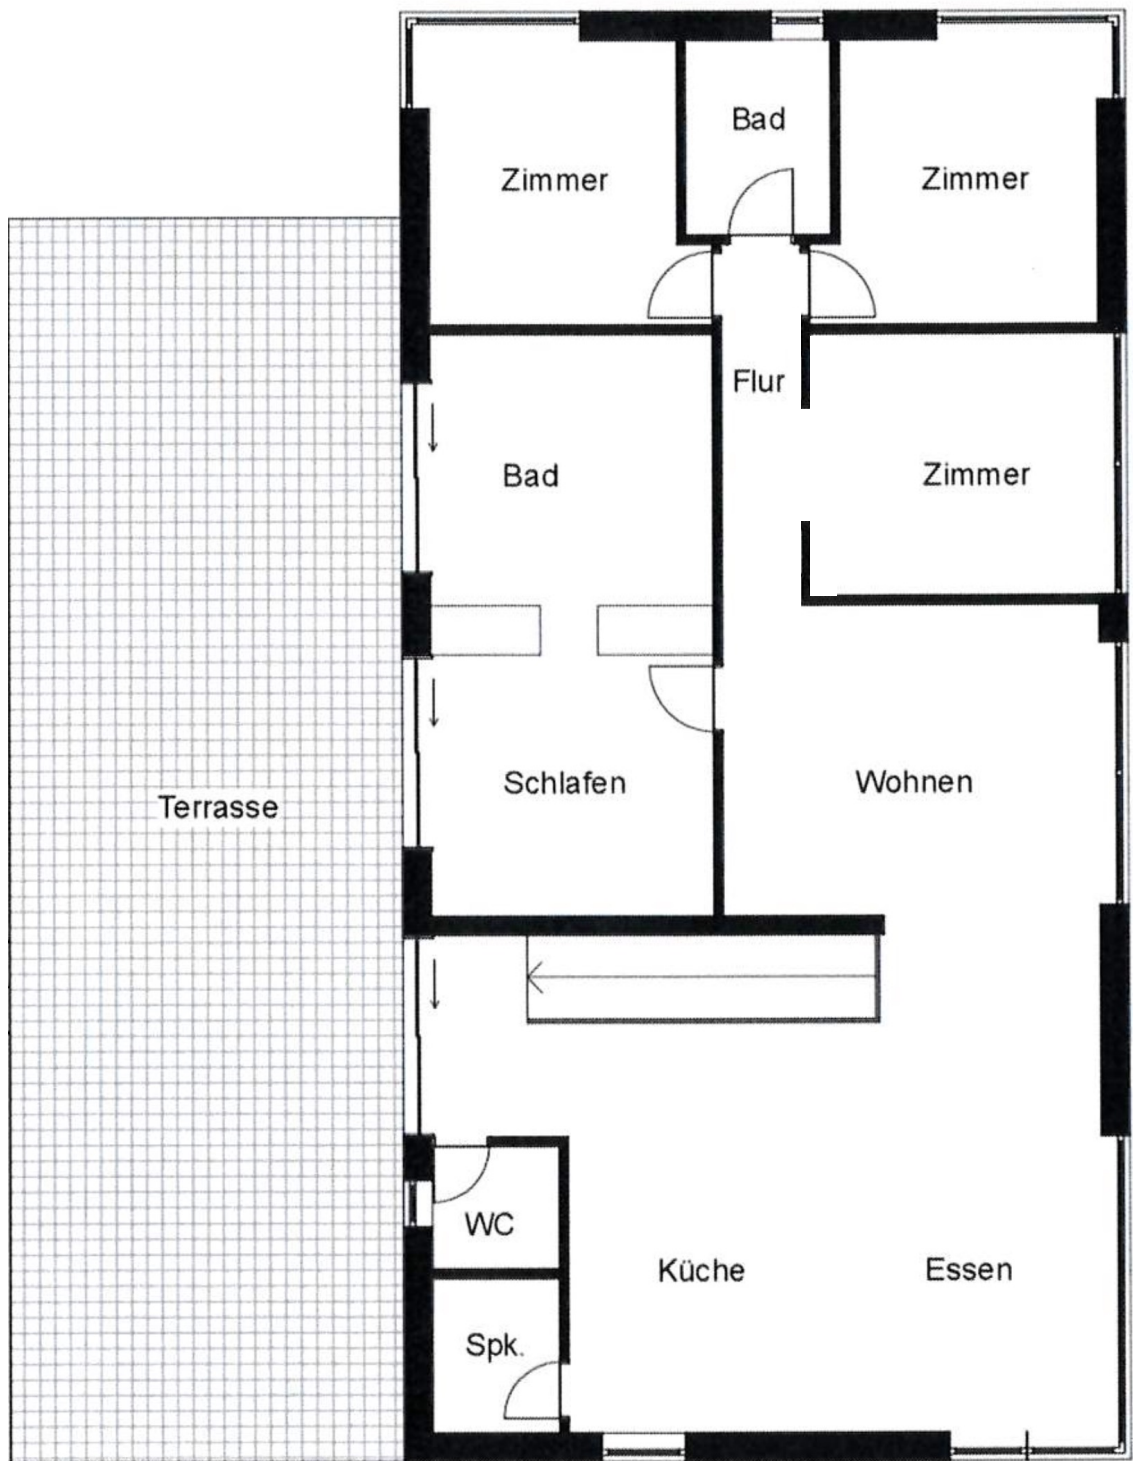 Bad
Zimmer
Zimmer
Flur
Bad
Zimmer
Schlafen
Wohnen
Terrasse
WC
Küche
Essen
Spk.